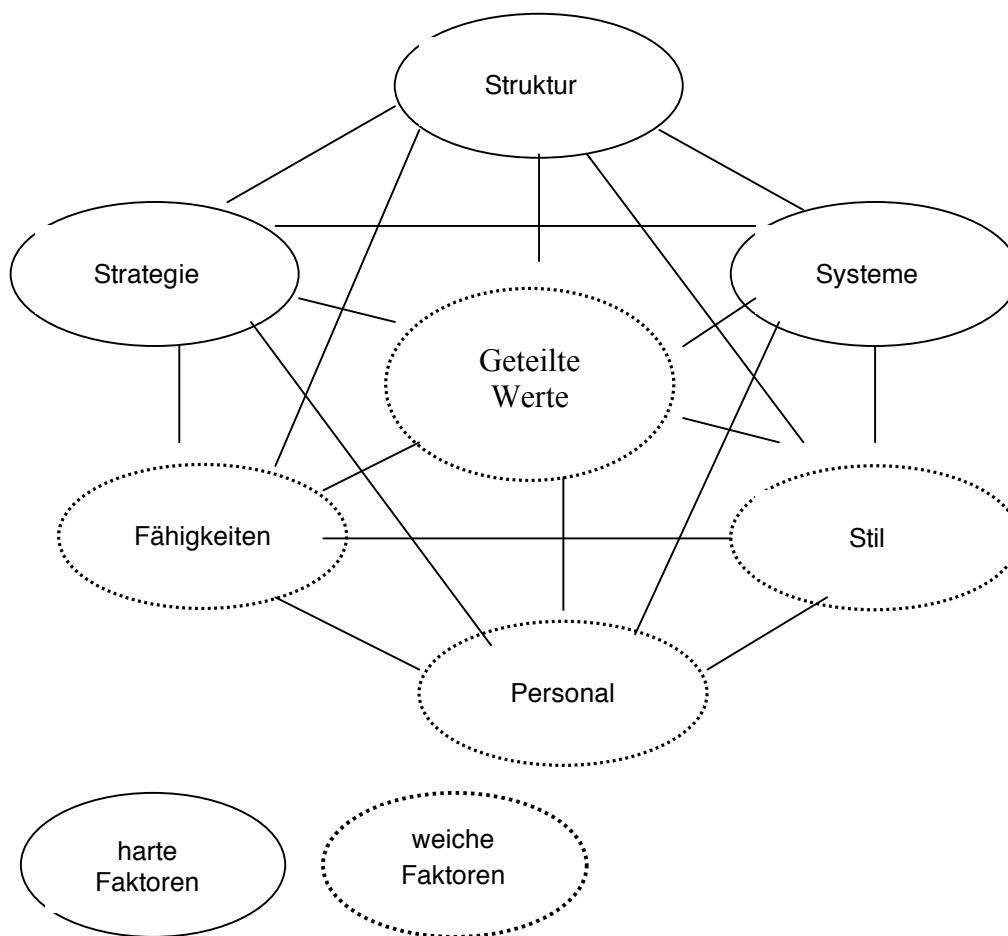 Struktur
Strategie
Systeme
Geteilte
Werte
Fähigkeiten
Stil
Personal
harte
Faktoren
weiche
Faktoren